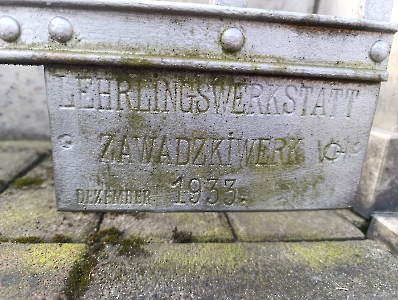 LEHRLINGSWERKSTATT
ZAWADZKIWERK
DEZEMBER 1933.